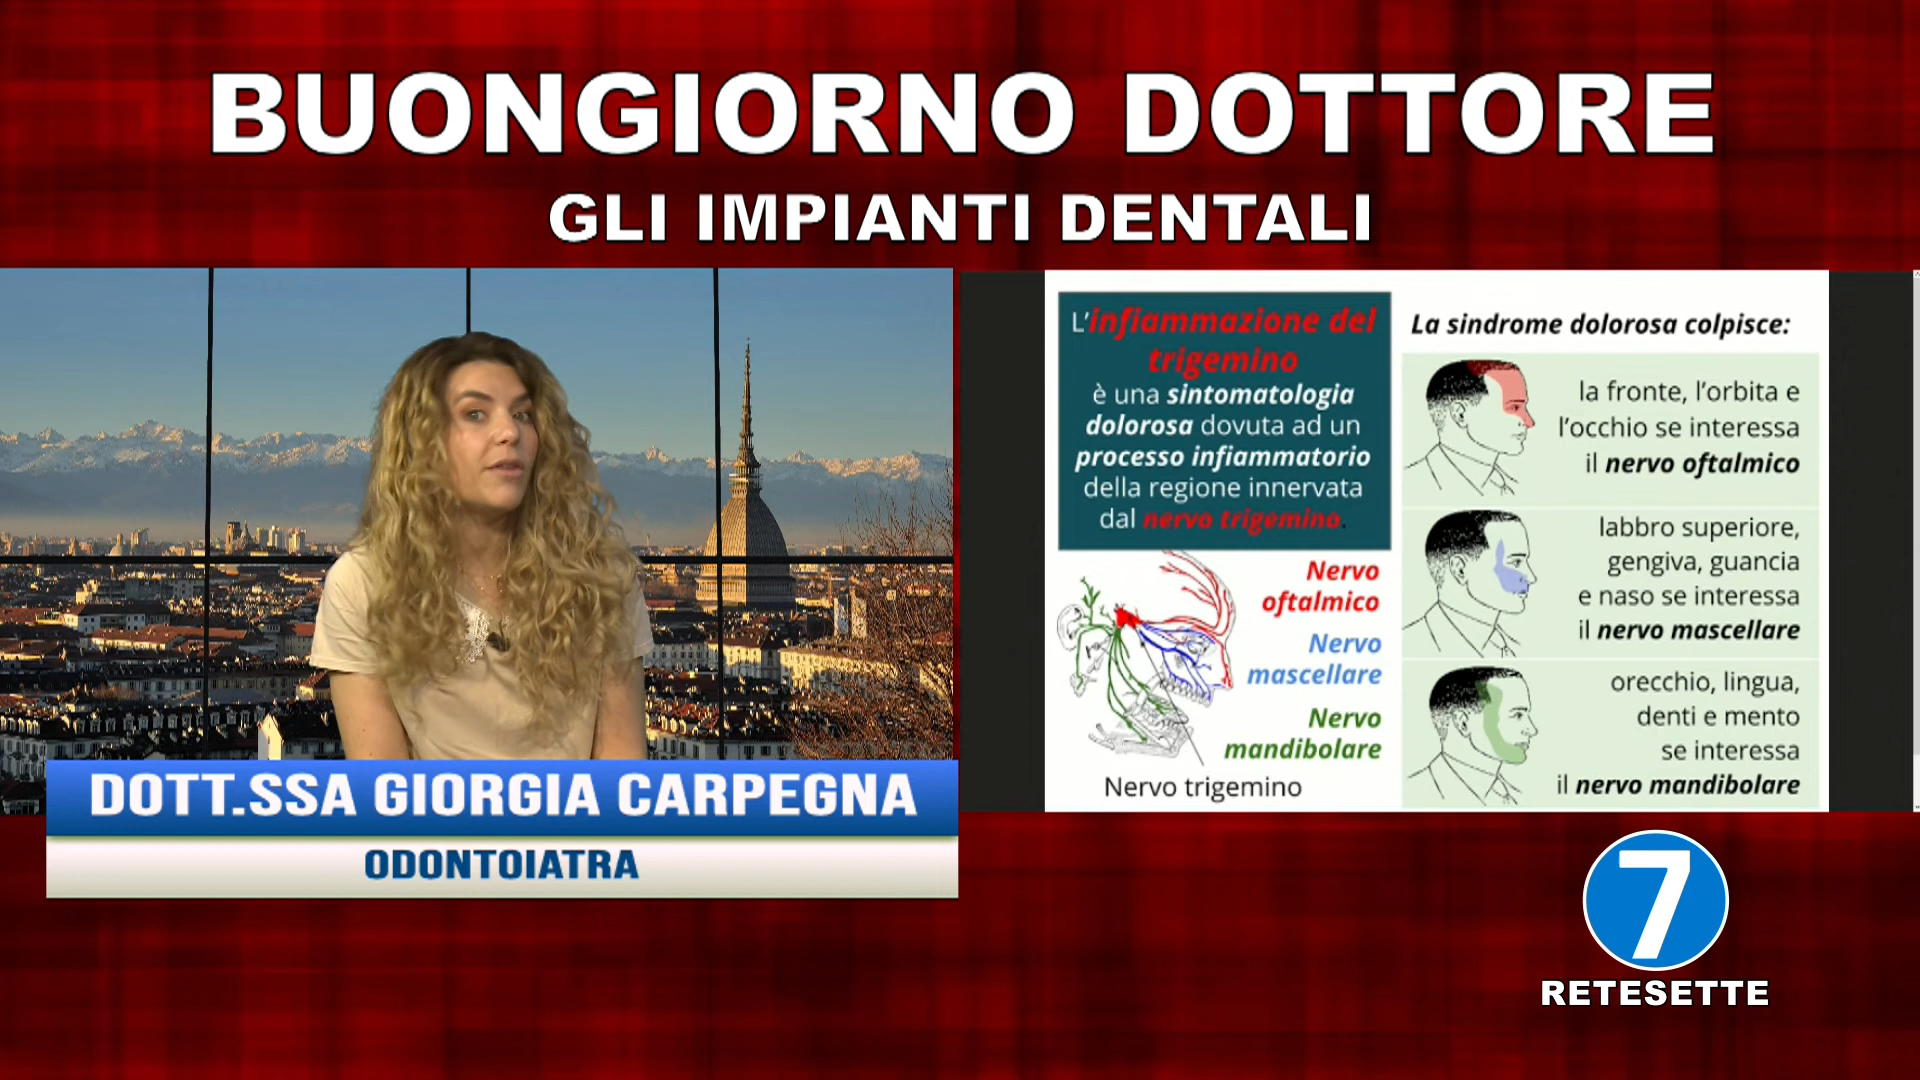 BUONGIORNO DOTTORE
GLI IMPIANTI DENTALI
L'infiammazione del
trigemino
è una sintomatologia
dolorosa dovuta ad un
processo infiammatorio
della regione innervata
dal nervo trigemino.
Nervo
oftalmico
Nervo
mascellare
Nervo
mandibolare
Nervo trigemino
La sindrome dolorosa colpisce:
la fronte, l'orbita e
l'occhio se interessa
il nervo oftalmico
labbro superiore,
gengiva, guancia
e naso se interessa
il nervo mascellare
orecchio, lingua,
denti e mento
se interessa
il nervo mandibolare
DOTT.SSA GIORGIA CARPEGNA
ODONTOIATRA
7
RETESETTE